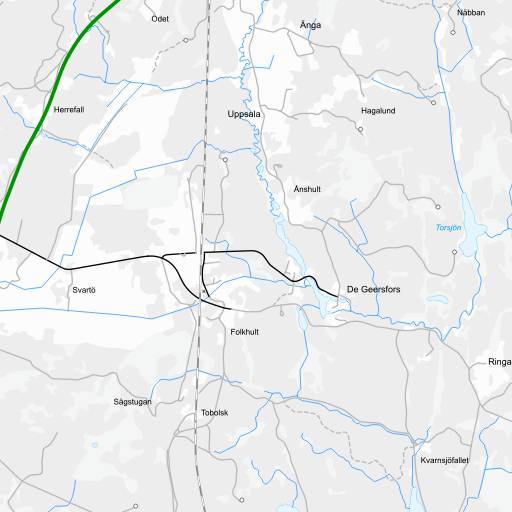 Näbban
Ödet
Änga
Herrefall
Hagalund
Uppsala
Änshult
Torsjön
Svartö
De Geersfors
Folkhult
Ringa
Sågstugan
Tobolsk
Kvarnsjöfallet